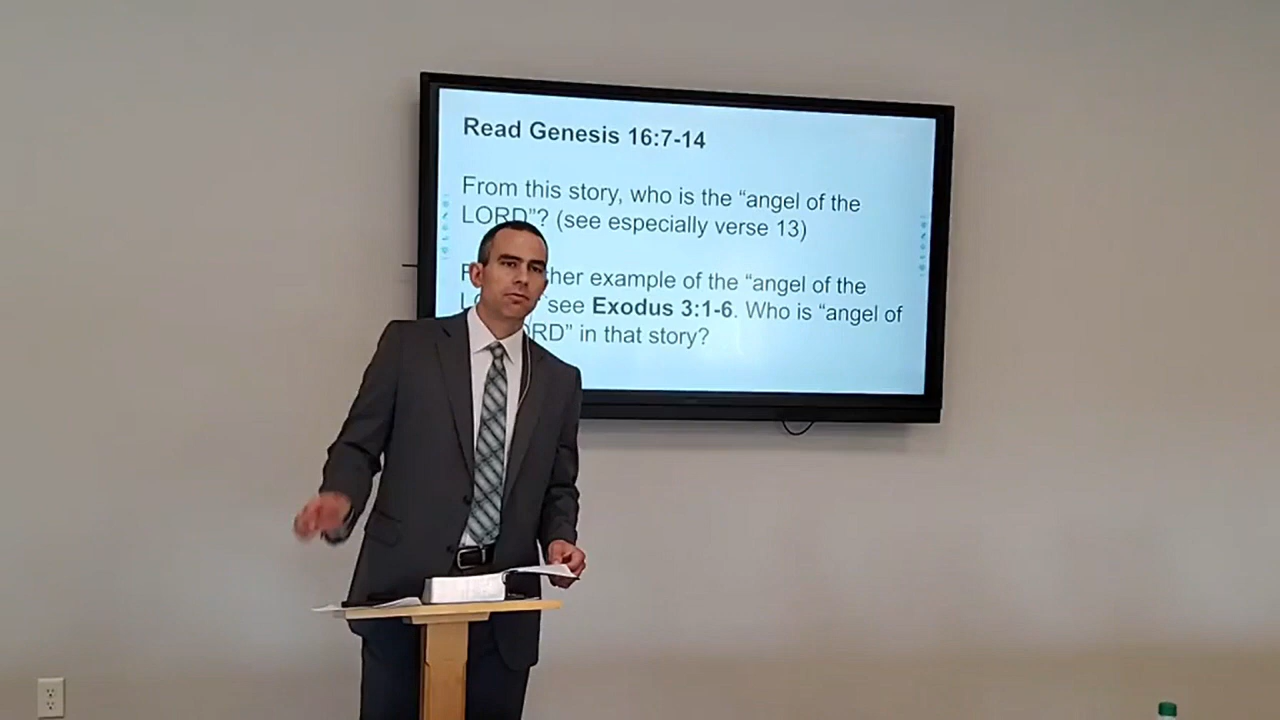 Read Genesis 16:7-14
From this story, who is the “angel of the
LORD”? (see especially verse 13)
example of the “angel of the
see Exodus 3:1-6. Who is “angel of
in that story?